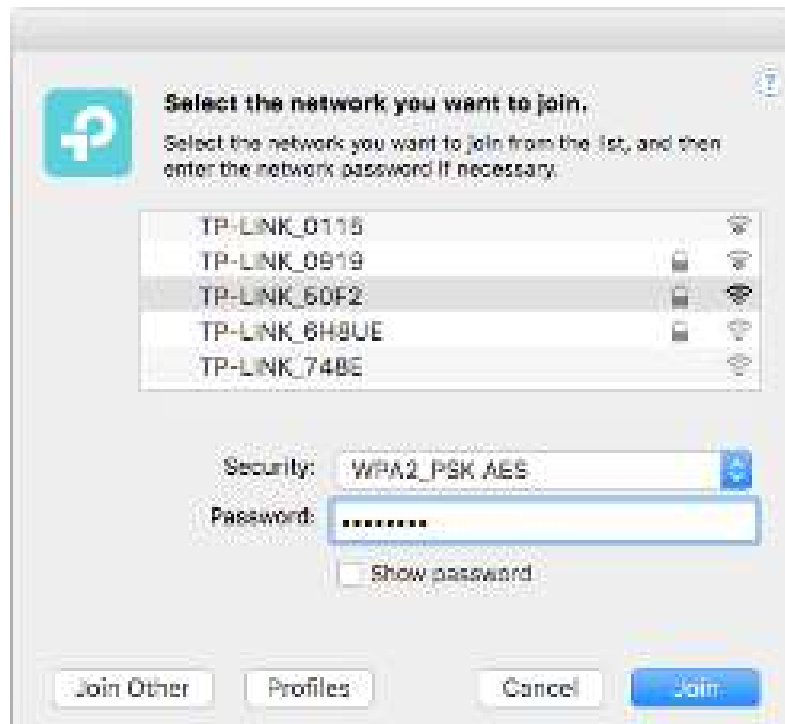 Select the network you want to join.
Select the network you want to join from the list, and then
enter the network password if necessary.
TP-LINK_0115
TP-LINK_0919
TP-LINK_50F2
TP-LINK_6H8UE
TP-LINK_74BE
Security: WPA2_PSK AES
Password: ••••••••
Show password
Join Other Profiles Cancel Join